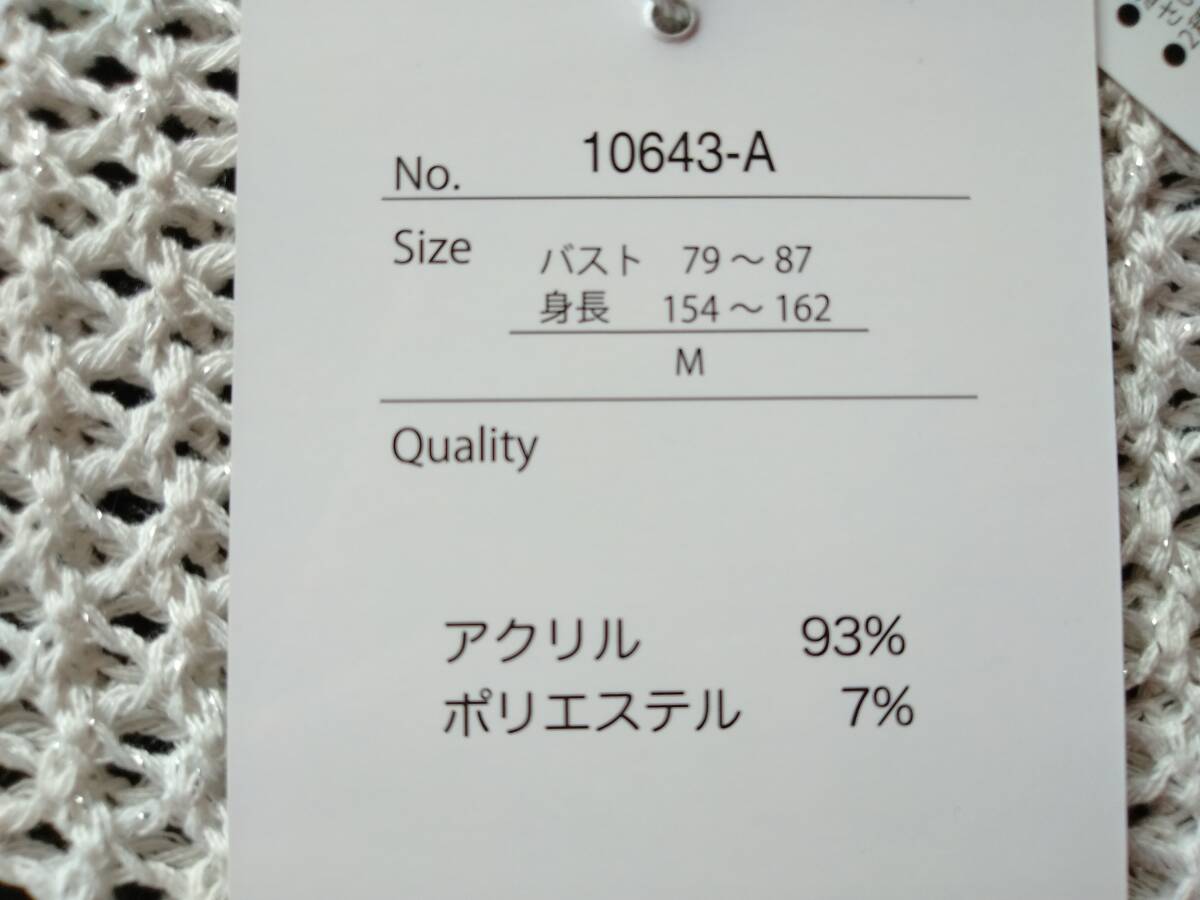 No. 10643-A
Size バスト 79～87
身長 154～162
M
Quality
アクリル 93%
ポリエステル 7%